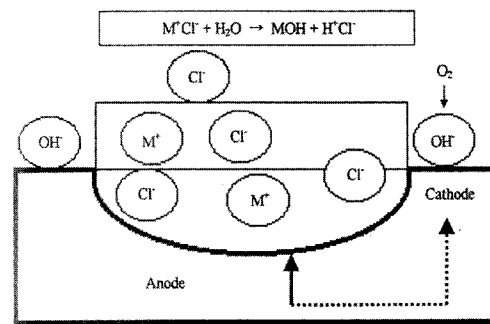 M⁺Cl⁻ + H₂O → MOH + H⁺Cl⁻
Cl⁻
O₂
OH⁻
M⁺
Cl⁻
OH⁻
Cl⁻
M⁺
Cl⁻
Cathode
Anode